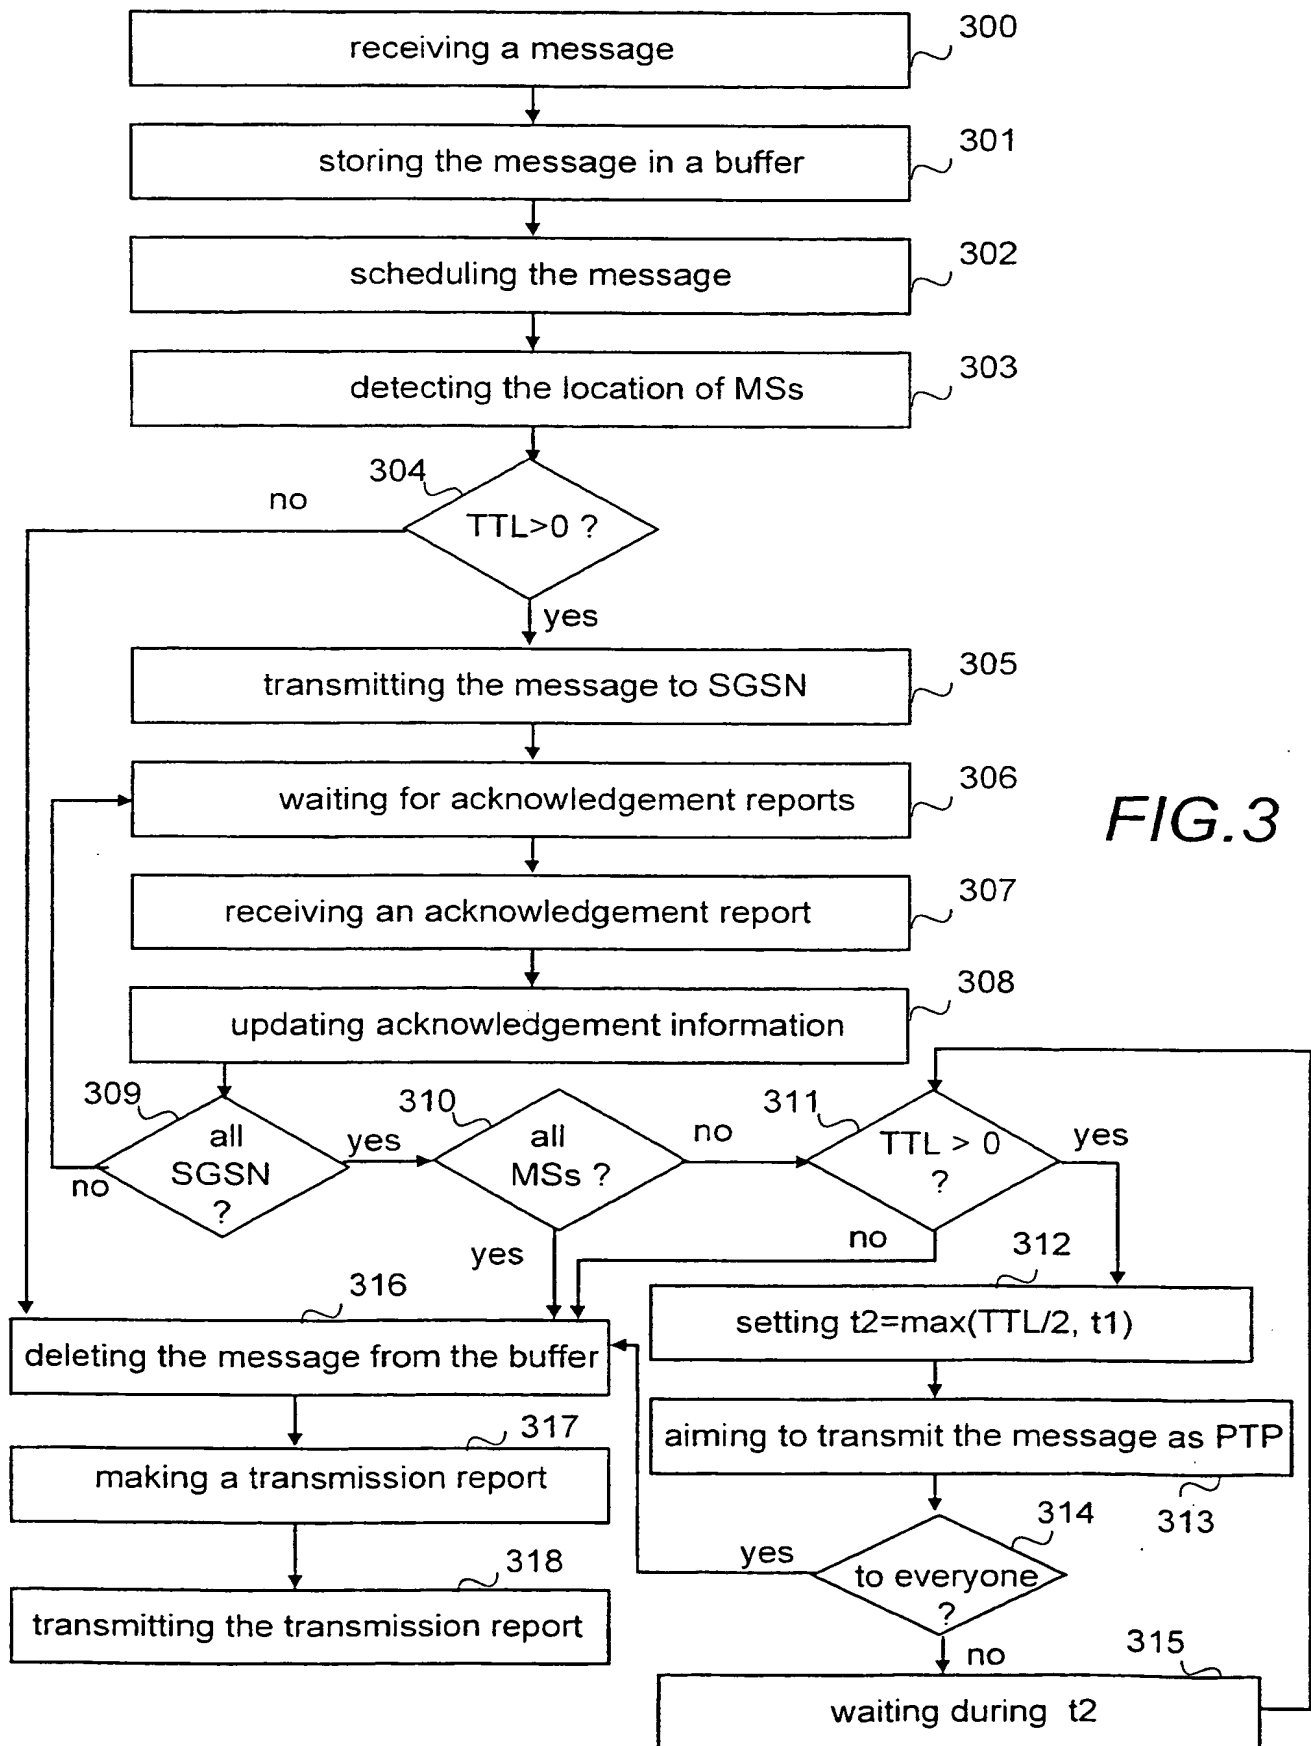 receiving a message
300
storing the message in a buffer
301
scheduling the message
302
detecting the location of MSs
303
304
no
TTL>0 ?
yes
transmitting the message to SGSN
305
waiting for acknowledgement reports
306
FIG.3
receiving an acknowledgement report
307
updating acknowledgement information
308
309
all
SGSN
?
no
yes
310
all
MSs ?
no
yes
311
TTL > 0
?
yes
no
312
setting t2=max(TTL/2, t1)
aiming to transmit the message as PTP
313
314
to everyone
?
yes
no
315
waiting during t2
316
deleting the message from the buffer
317
making a transmission report
318
transmitting the transmission report